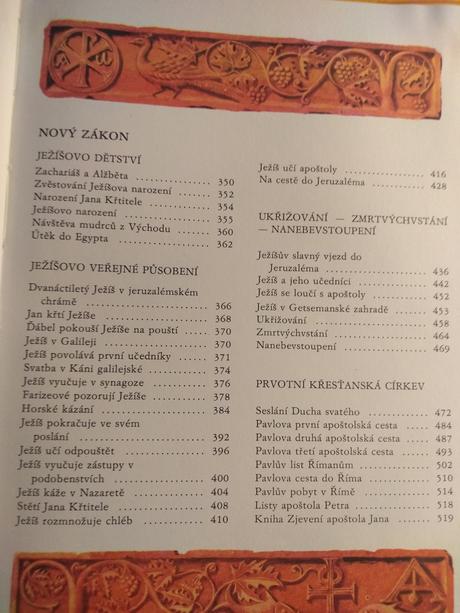 NOVÝ ZÁKON
JEŽÍŠOVO DĚTSTVÍ
Zachariáš a Alžběta ............... 350
Zvěstování Ježíšova narození ...... 352
Narození Jana Křtitele ............ 354
Ježíšovo narození ................. 355
Návštěva mudrců z Východu ......... 360
Útěk do Egypta .................... 362
JEŽÍŠOVO VEŘEJNÉ PŮSOBENÍ
Dvanáctiletý Ježíš v jeruzalémském
chrámě ............................ 366
Jan křtí Ježíše ................... 368
Ďábel pokouší Ježíše na poušti .... 370
Ježíš v Galileji .................. 370
Ježíš povolává první učedníky ..... 371
Svatba v Káni galilejské .......... 374
Ježíš vyučuje v synagoze .......... 376
Farizeové pozorují Ježíše ......... 378
Horské kázání ..................... 384
Ježíš pokračuje ve svém
poslání ........................... 392
Ježíš učí odpouštět ............... 396
Ježíš vyučuje zástupy v
podobenstvích ..................... 400
Ježíš káže v Nazaretě ............. 404
Stětí Jana Křtitele ............... 408
Ježíš rozmnožuje chléb ............ 410
Ježíš učí apoštoly ................ 416
Na cestě do Jeruzaléma ............ 428
UKŘIŽOVÁNÍ — ZMRTVÝCHVSTÁNÍ
— NANEBEVSTOUPENÍ
Ježíšův slavný vjezd do
Jeruzaléma ........................ 436
Ježíš a jeho učedníci ............. 442
Ježíš se loučí s apoštoly ......... 452
Ježíš v Getsemanské zahradě ....... 453
Ukřižování ........................ 458
Zmrtvýchvstání .................... 464
Nanebevstoupení ................... 469
PRVOTNÍ KŘESŤANSKÁ CÍRKEV
Seslání Ducha svatého ............. 472
Pavlova první apoštolská cesta .... 484
Pavlova druhá apoštolská cesta .... 487
Pavlova třetí apoštolská cesta .... 493
Pavlův list Římanům ............... 502
Pavlova cesta do Říma ............. 510
Pavlův pobyt v Římě ............... 514
Listy apoštola Petra .............. 518
Kniha Zjevení apoštola Jana ....... 519